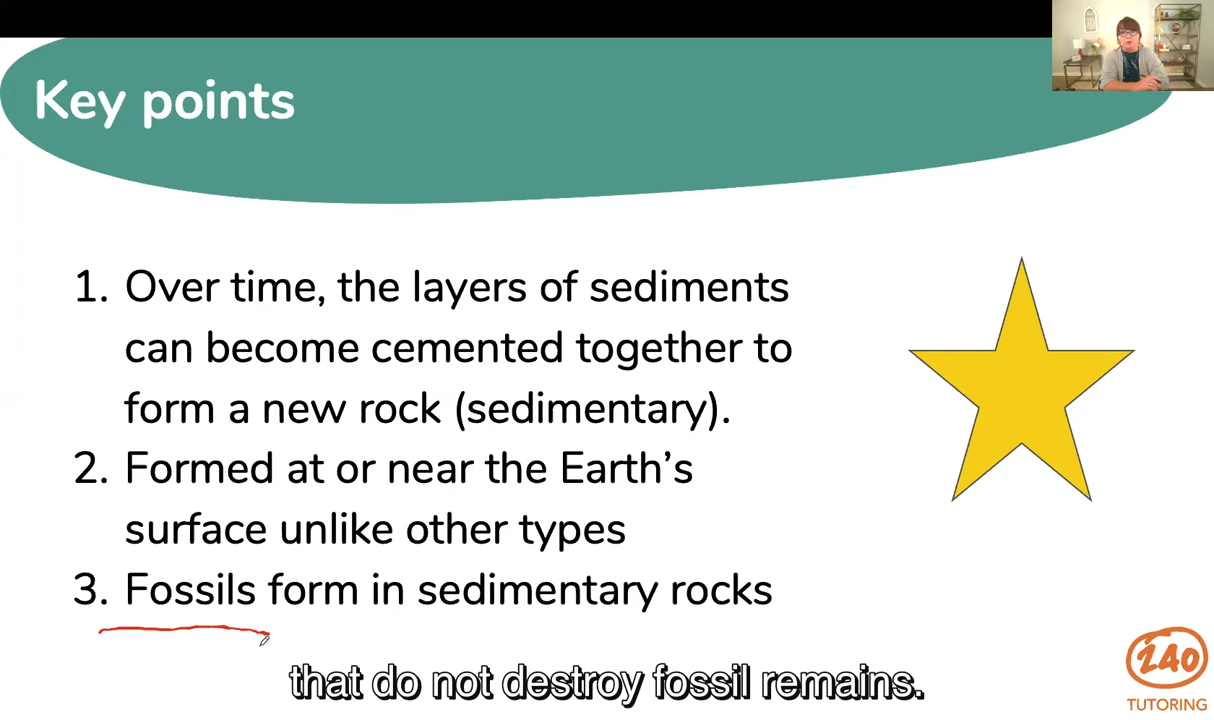 Key points
1. Over time, the layers of sediments
can become cemented together to
form a new rock (sedimentary).
2. Formed at or near the Earth's
surface unlike other types
3. Fossils form in sedimentary rocks
that do not destroy fossil remains.
240
TUTORING